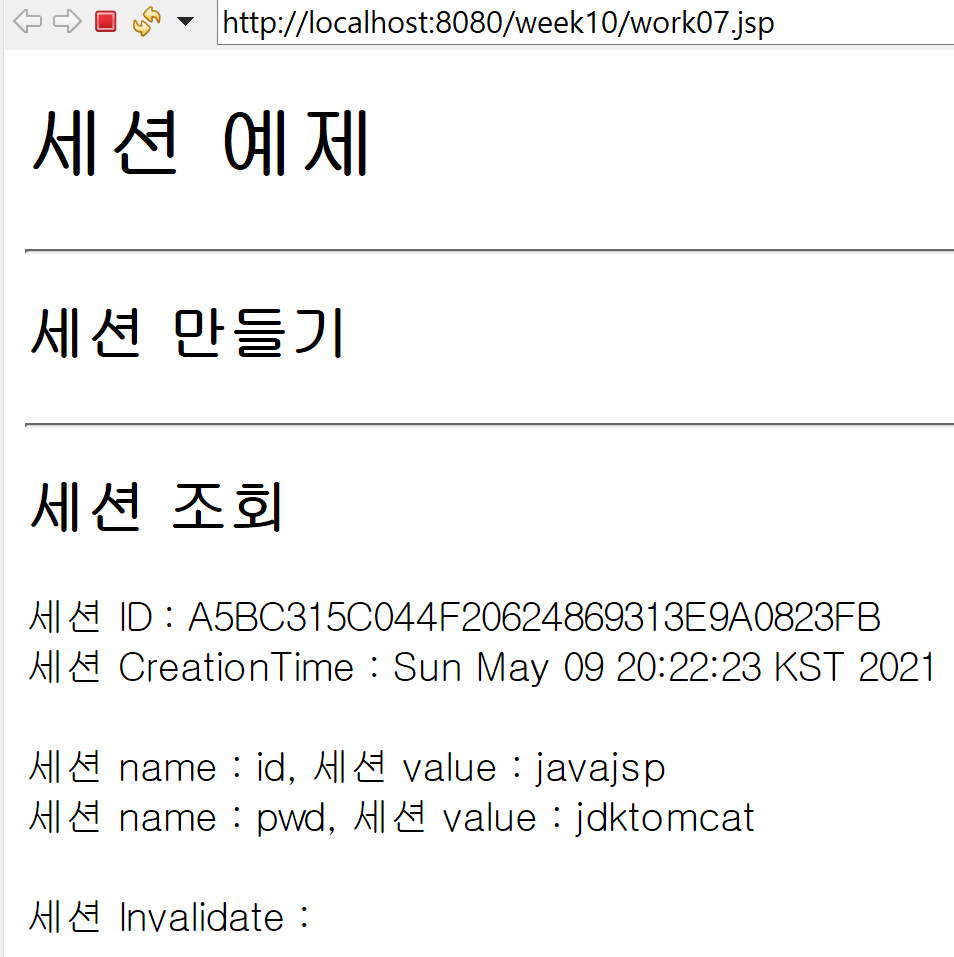 http://localhost:8080/week10/work07.jsp
세션 예제
세션 만들기
세션 조회
세션 ID : A5BC315C044F20624869313E9A0823FB
세션 CreationTime : Sun May 09 20:22:23 KST 2021
세션 name : id, 세션 value : javajsp
세션 name : pwd, 세션 value : jdktomcat
세션 Invalidate :